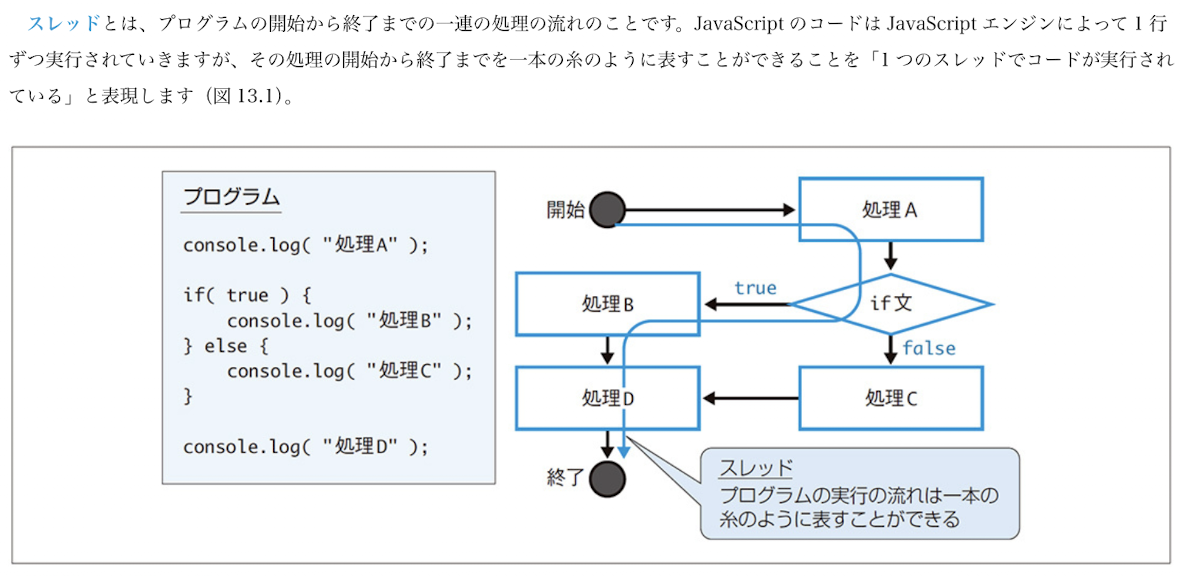 スレッドとは、プログラムの開始から終了までの一連の処理の流れのことです。JavaScript のコードは JavaScript エンジンによって 1 行
ずつ実行されていきますが、その処理の開始から終了までを一本の糸のように表すことができることを「1 つのスレッドでコードが実行され
ている」と表現します（図 13.1）。
プログラム
console.log( "処理A" );
if( true ) {
    console.log( "処理B" );
} else {
    console.log( "処理C" );
}
console.log( "処理D" );
開始
処理A
true
処理B
if文
false
処理D
処理C
終了
スレッド
プログラムの実行の流れは一本の
糸のように表すことができる